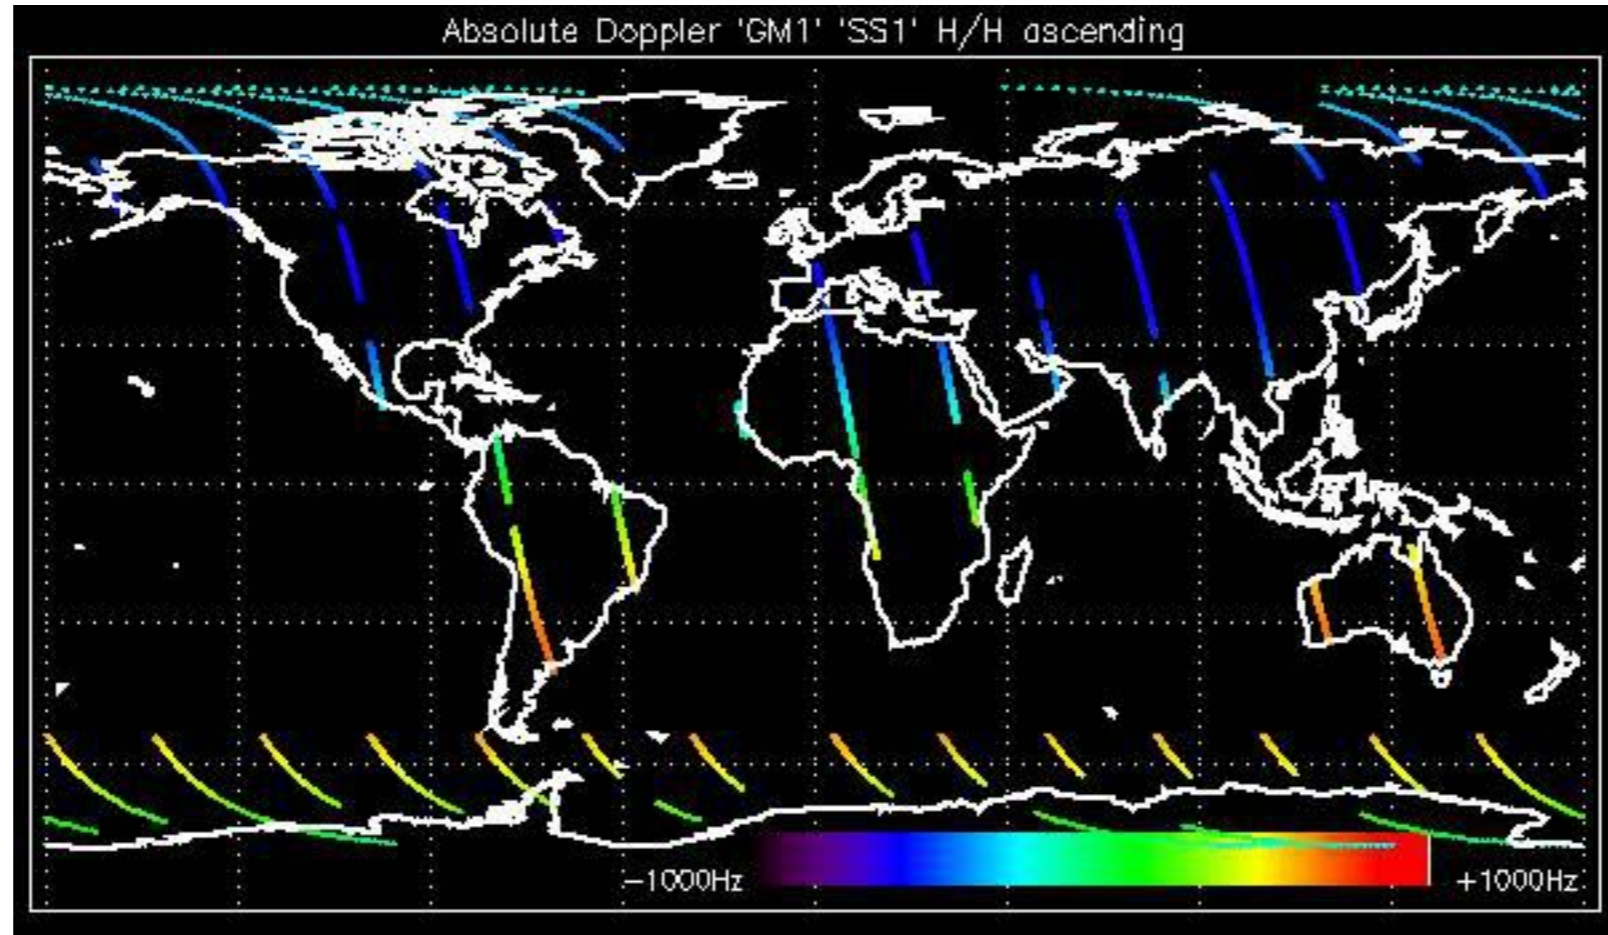 Absolute Doppler 'GM1' 'SS1' H/H ascending
−1000Hz +1000Hz